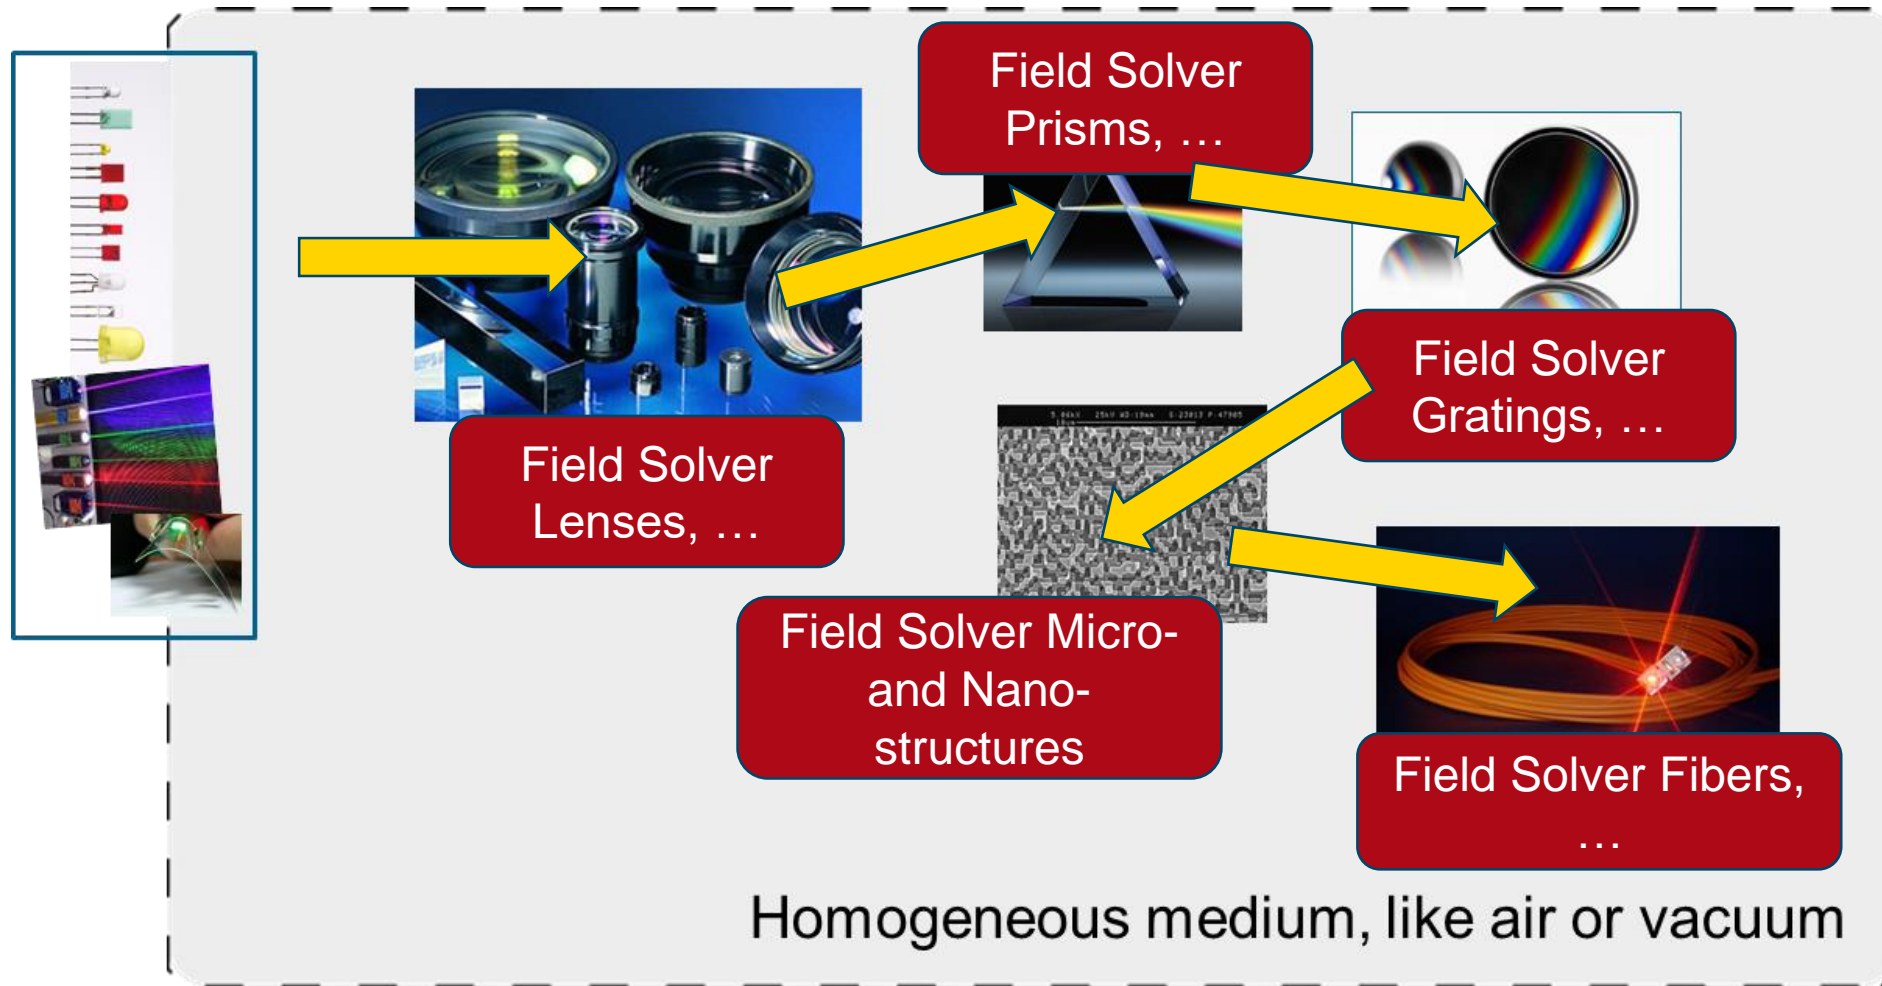 Field Solver
Prisms, …
Field Solver
Lenses, …
Field Solver
Gratings, …
Field Solver Micro-
and Nano-
structures
Field Solver Fibers,
…
Homogeneous medium, like air or vacuum